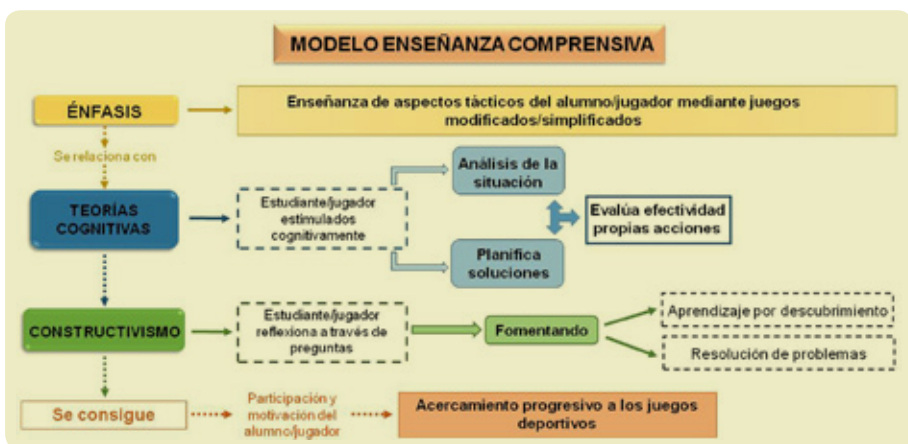 MODELO ENSEÑANZA COMPRENSIVA
ÉNFASIS
Enseñanza de aspectos tácticos del alumno/jugador mediante juegos
modificados/simplificados
Se relaciona con
TEORÍAS
COGNITIVAS
Estudiante/jugador
estimulados
cognitivamente
Análisis de la
situación
Planifica
soluciones
Evalúa efectividad
propias acciones
CONSTRUCTIVISMO
Estudiante/jugador
reflexiona a través de
preguntas
Fomentando
Aprendizaje por descubrimiento
Resolución de problemas
Se consigue
Participación y
motivación del
alumno/jugador
Acercamiento progresivo a los juegos
deportivos